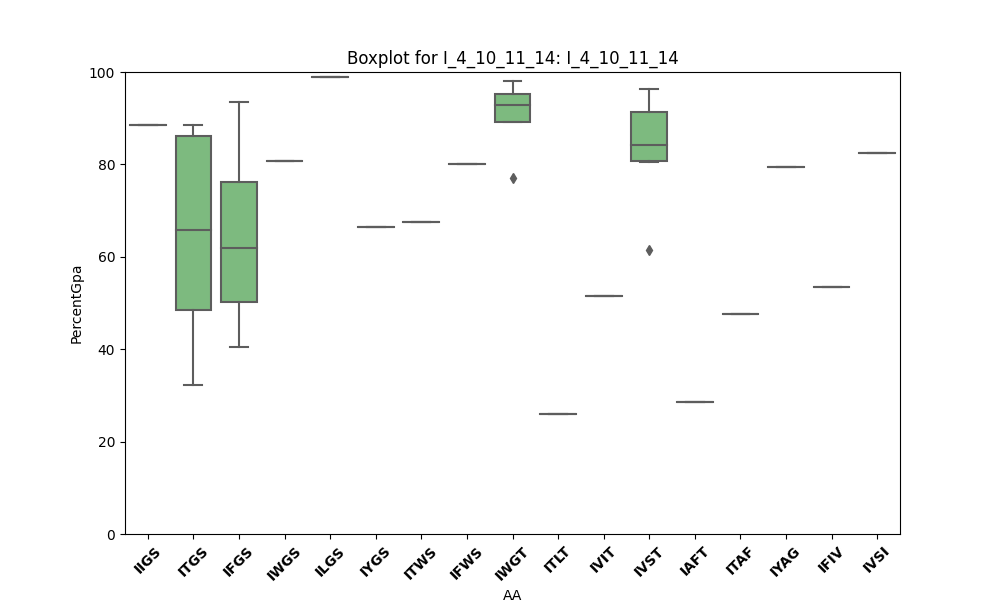 Boxplot for I_4_10_11_14: I_4_10_11_14
100
80
60
40
20
0
PercentGpa
IIGS ITGS IFGS IWGS ILGS IYGS ITWS IFWS IWGT ITLT IVIT IVST IAFT ITAF IYAG IFIV IVSI
AA